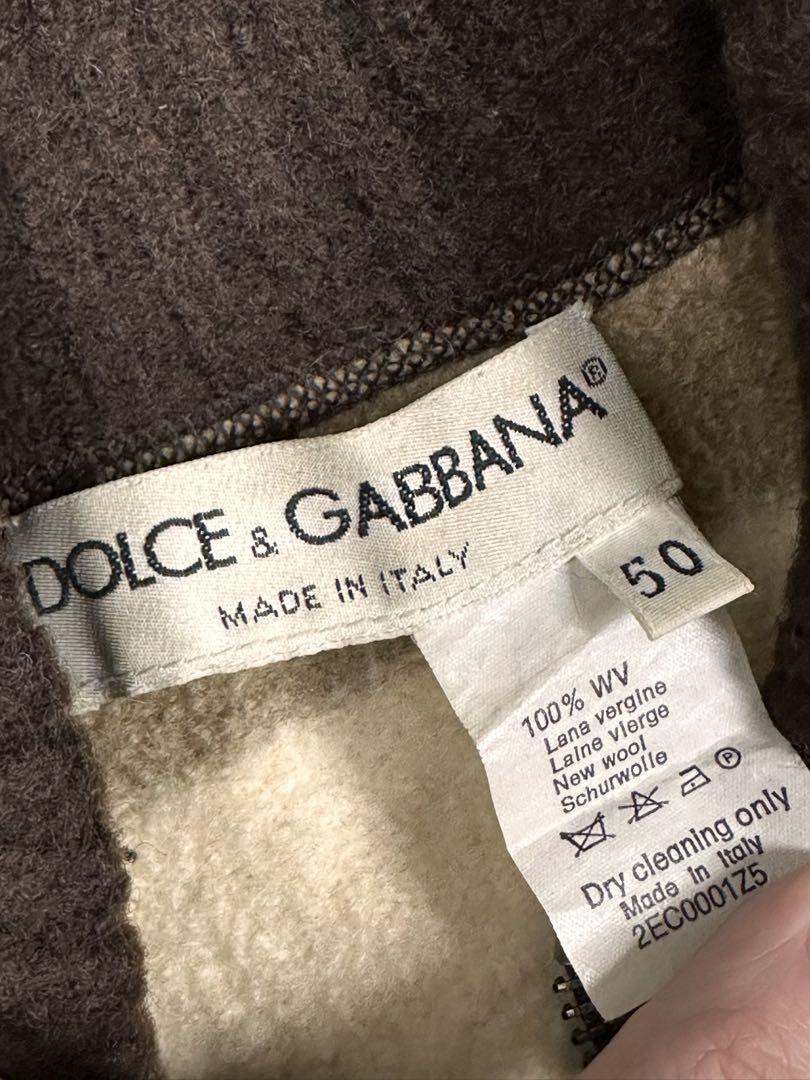 DOLCE & GABBANA®
MADE IN ITALY
50
100% WV
Lana vergine
Laine vierge
New wool
Schurwolle
P
Dry cleaning only
Made in Italy
2EC0001Z5